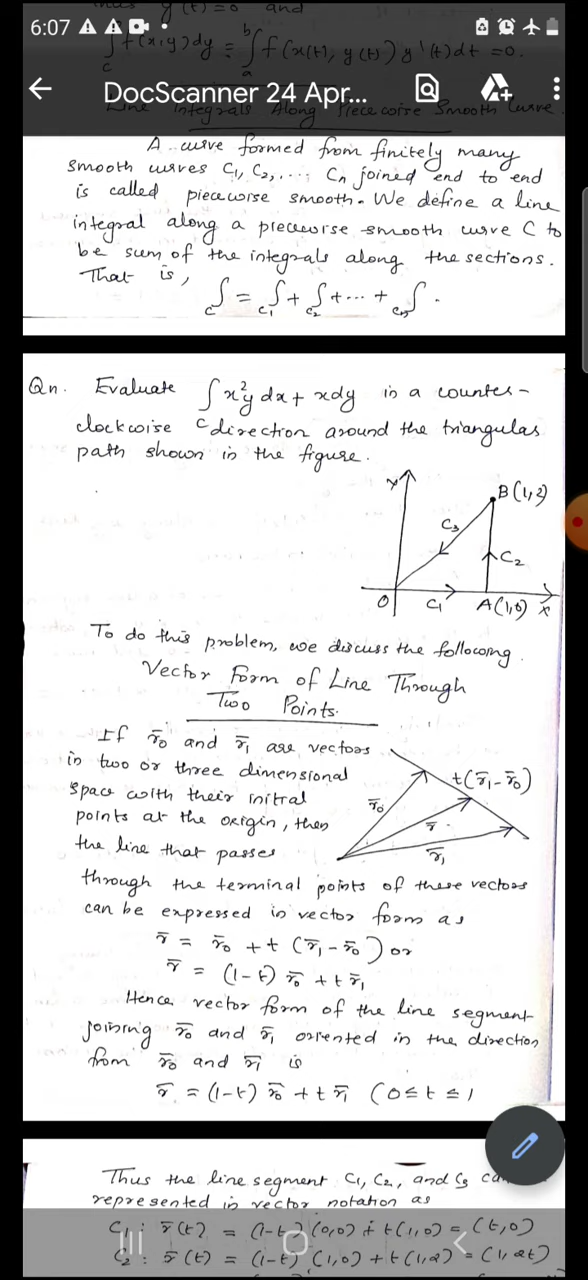 y(t)=0 and
6:07
∫f(x,y)dy = ∫f(x(t), y(t)) y'(t)dt = 0.
c
a
b
DocScanner 24 Apr...
Line Integrals Along Piece coise Smooth Curve
A curve formed from finitely many
smooth curves C₁, C₂, ..., Cn joined end to end
is called piececoise smooth. We define a line
integral along a piececoise smooth curve C to
be sum of the integrals along the sections.
That is,
∫ = ∫ + ∫ + ... + ∫ .
c c₁ c₂ cn
Qn. Evaluate ∫ x²y dx + xdy in a counter-
clockwise c direction around the triangular
path shown in the figure.
Y
B(1,2)
C₃
C₂
O C₁ A(1,0) X
To do this problem, we discuss the following.
Vector Form of Line Through
Two Points.
If r̄₀ and r̄₁ are vectors
in two or three dimensional
space with their initial
points at the origin, then
the line that passes
t(r̄₁-r̄₀)
r̄₀
r̄
r̄₁
through the terminal points of these vectors
can be expressed in vector form as
r̄ = r̄₀ + t(r̄₁-r̄₀) or
r̄ = (1-t) r̄₀ + t r̄₁
Hence vector form of the line segment
joining r̄₀ and r̄₁ oriented in the direction
from r̄₀ and r̄₁ is
r̄ = (1-t) r̄₀ + t r̄₁ (0≤t≤1
Thus the line segment C₁, C₂, and C₃
represented in vector notation as
C₁: r̄(t) = (1-t)(0,0) + t(1,0) = (t,0)
C₂: r̄(t) = (1-t)(1,0) + t(1,2) = (1,2t)